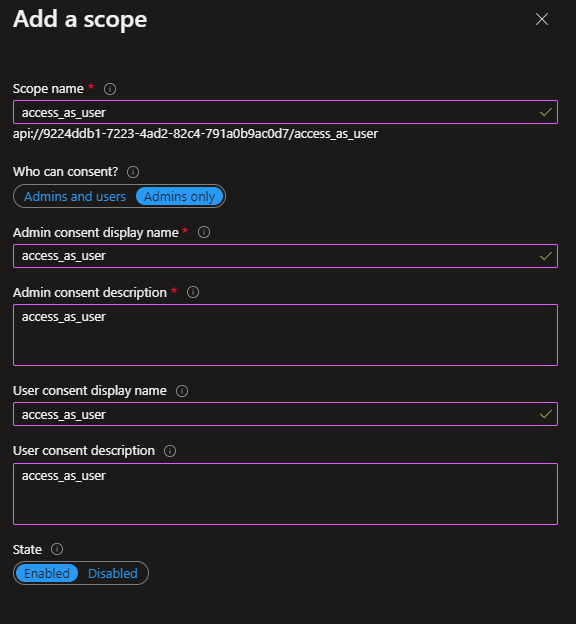 Add a scope
Scope name *
access_as_user
api://9224ddb1-7223-4ad2-82c4-791a0b9ac0d7/access_as_user
Who can consent?
Admins and users Admins only
Admin consent display name *
access_as_user
Admin consent description *
access_as_user
User consent display name
access_as_user
User consent description
access_as_user
State
Enabled Disabled